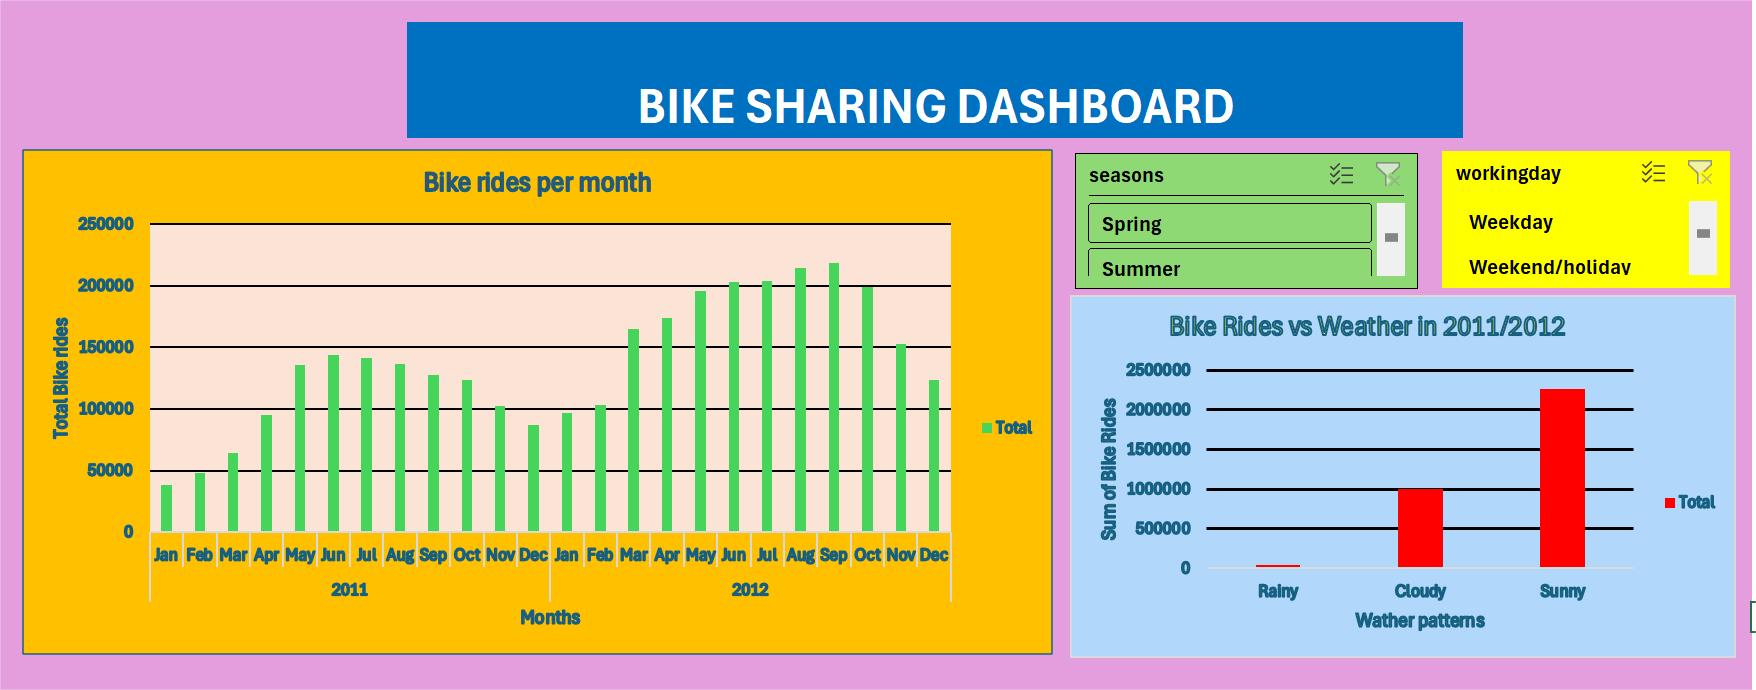 BIKE SHARING DASHBOARD
Bike rides per month
250000
200000
150000
100000
50000
0
Total Bike rides
Jan Feb Mar Apr May Jun Jul Aug Sep Oct Nov Dec Jan Feb Mar Apr May Jun Jul Aug Sep Oct Nov Dec
2011 2012
Months
Total
seasons
Spring
Summer
workingday
Weekday
Weekend/holiday
Bike Rides vs Weather in 2011/2012
2500000
2000000
1500000
1000000
500000
0
Sum of Bike Rides
Rainy Cloudy Sunny
Wather patterns
Total